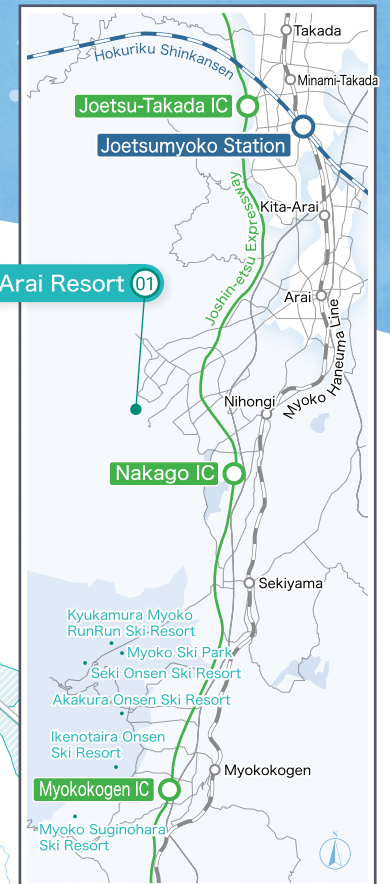 Takada
Hokuriku Shinkansen
Minami-Takada
Joetsu-Takada IC
Joetsumyoko Station
Kita-Arai
Joshin-etsu Expressway
Arai Resort 01
Arai
Myoko Haneuma Line
Nihongi
Nakago IC
Sekiyama
Kyukamura Myoko
RunRun Ski Resort
Myoko Ski Park
Seki Onsen Ski Resort
Akakura Onsen Ski Resort
Ikenotaira Onsen
Ski Resort
Myokokogen
Myokokogen IC
Myoko Suginohara
Ski Resort
N